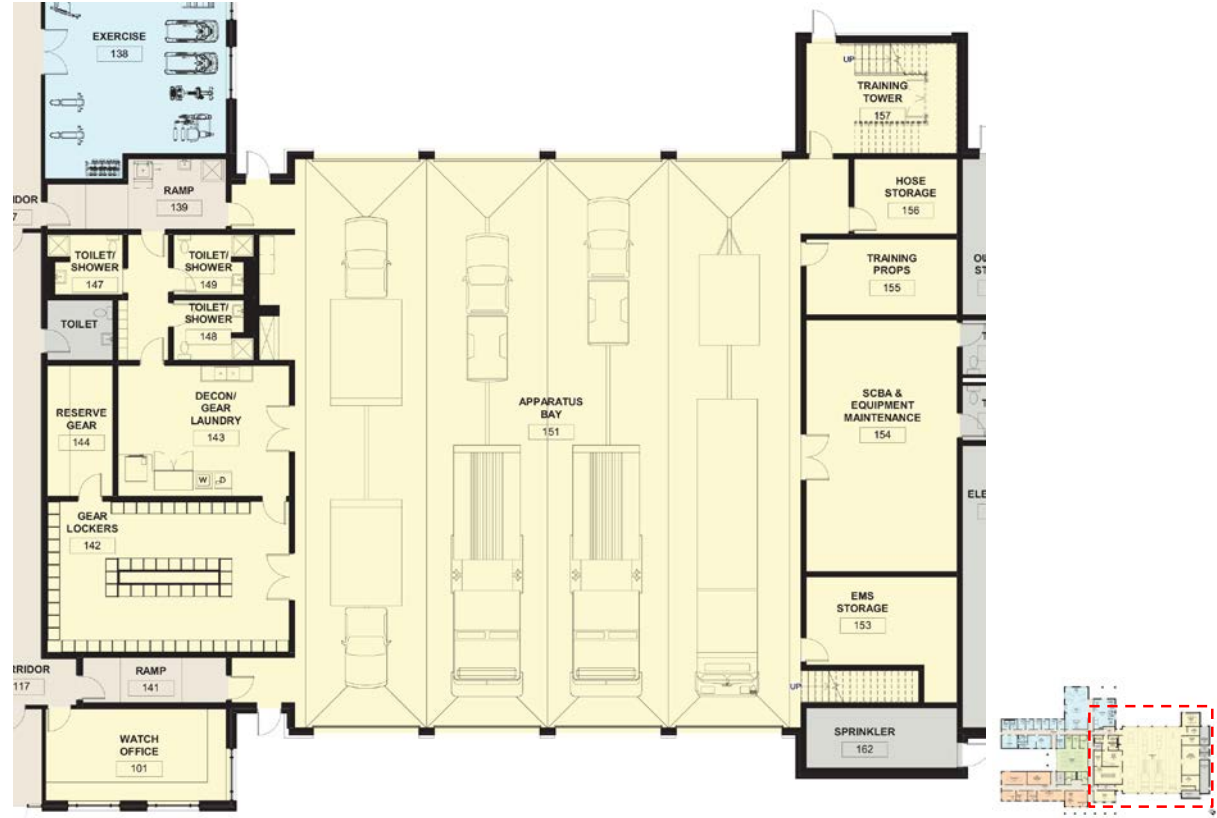 EXERCISE
138
UP
TRAINING
TOWER
157
RAMP
139
HOSE
STORAGE
156
TOILET/
SHOWER
147
TOILET/
SHOWER
149
TRAINING
PROPS
155
TOILET/
SHOWER
148
TOILET
DECON/
GEAR
LAUNDRY
143
RESERVE
GEAR
144
APPARATUS
BAY
151
SCBA &
EQUIPMENT
MAINTENANCE
154
W
D
GEAR
LOCKERS
142
EMS
STORAGE
153
RRIDOR
117
RAMP
141
UP
WATCH
OFFICE
101
SPRINKLER
162